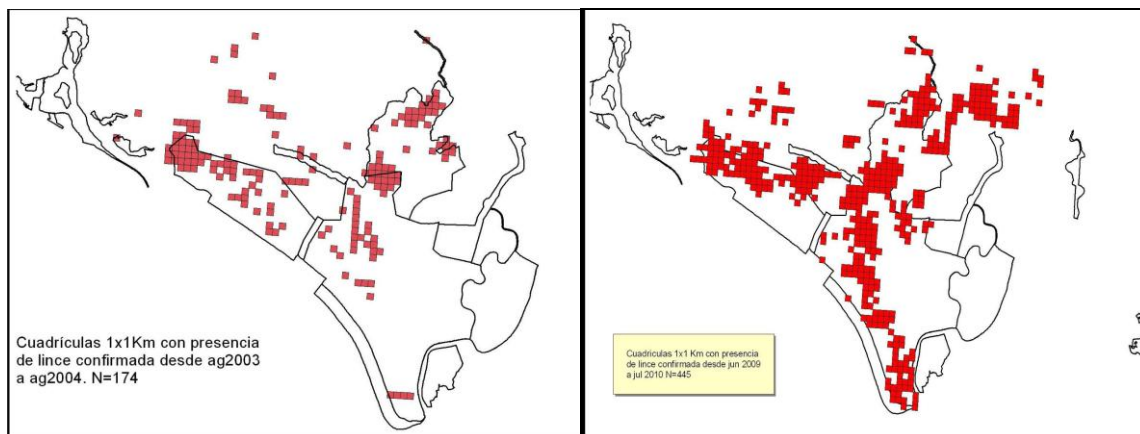 Cuadrículas 1x1Km con presencia
de lince confirmada desde ag2003
a ag2004. N=174
Cuadrículas 1x1 Km con presencia
de lince confirmada desde jun 2009
a jul 2010 N=445